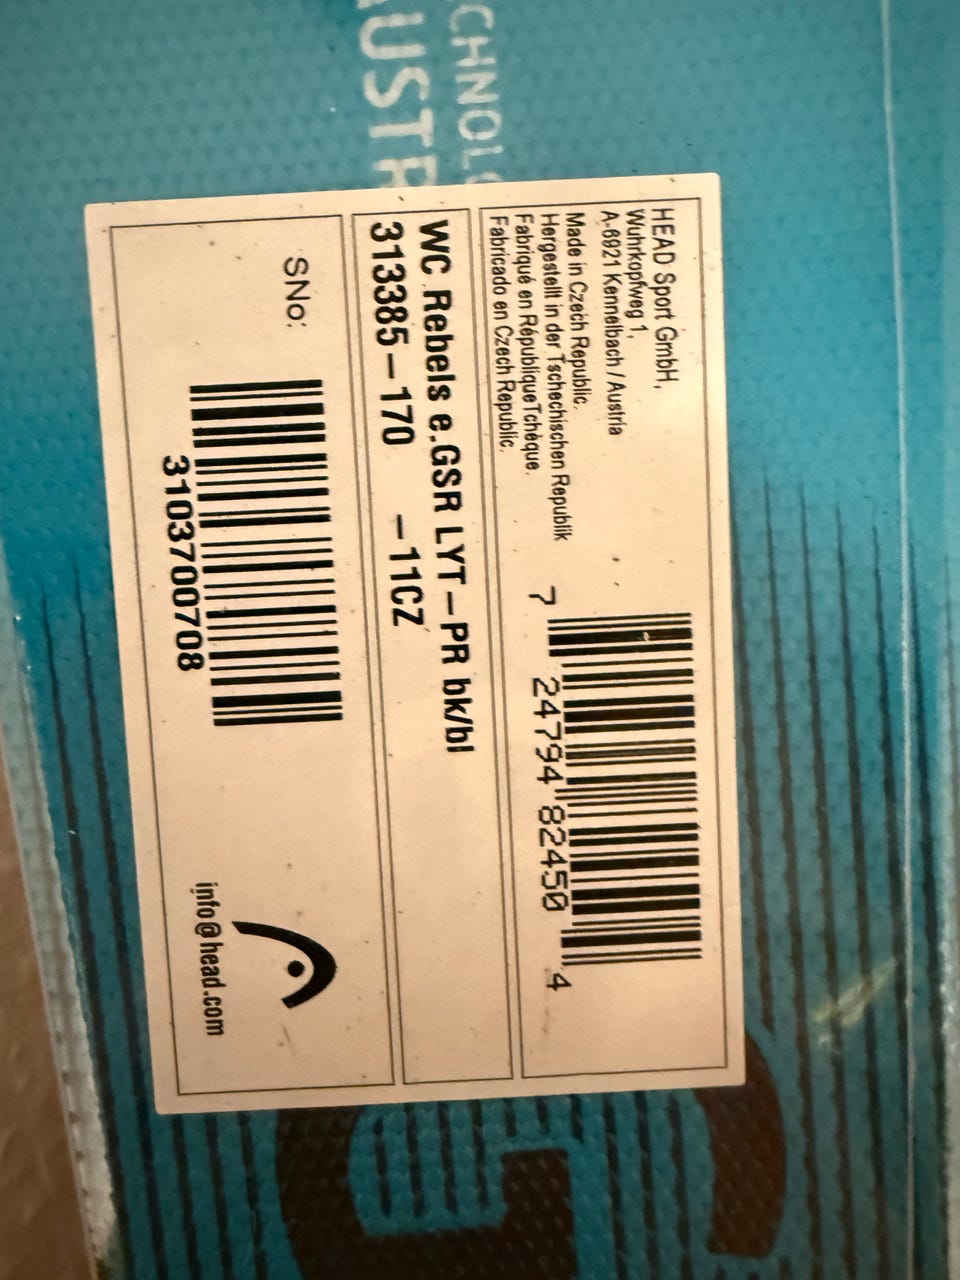 HEAD Sport GmbH,
Wuhrkopfweg 1,
A-6921 Kennelbach / Austria
Made in Czech Republic.
Hergestellt in der Tschechischen Republik
Fabriqué en République Tchèque.
Fabricado en Czech Republic.
7 24794 82450 4
WC Rebels e.GSR LYT-PR bk/bl
313385-170 -11CZ
SNo:
3103700708
info@head.com